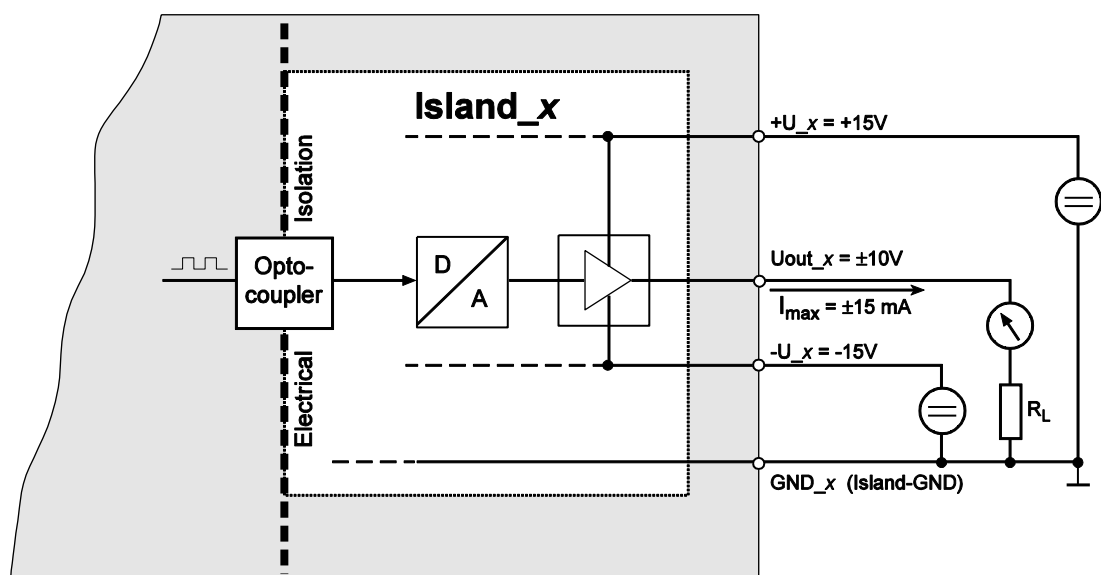 Island_x
+U_x = +15V
Isolation
Opto-
coupler
D
A
Uout_x = ±10V
Imax = ±15 mA
-U_x = -15V
Electrical
RL
GND_x (Island-GND)